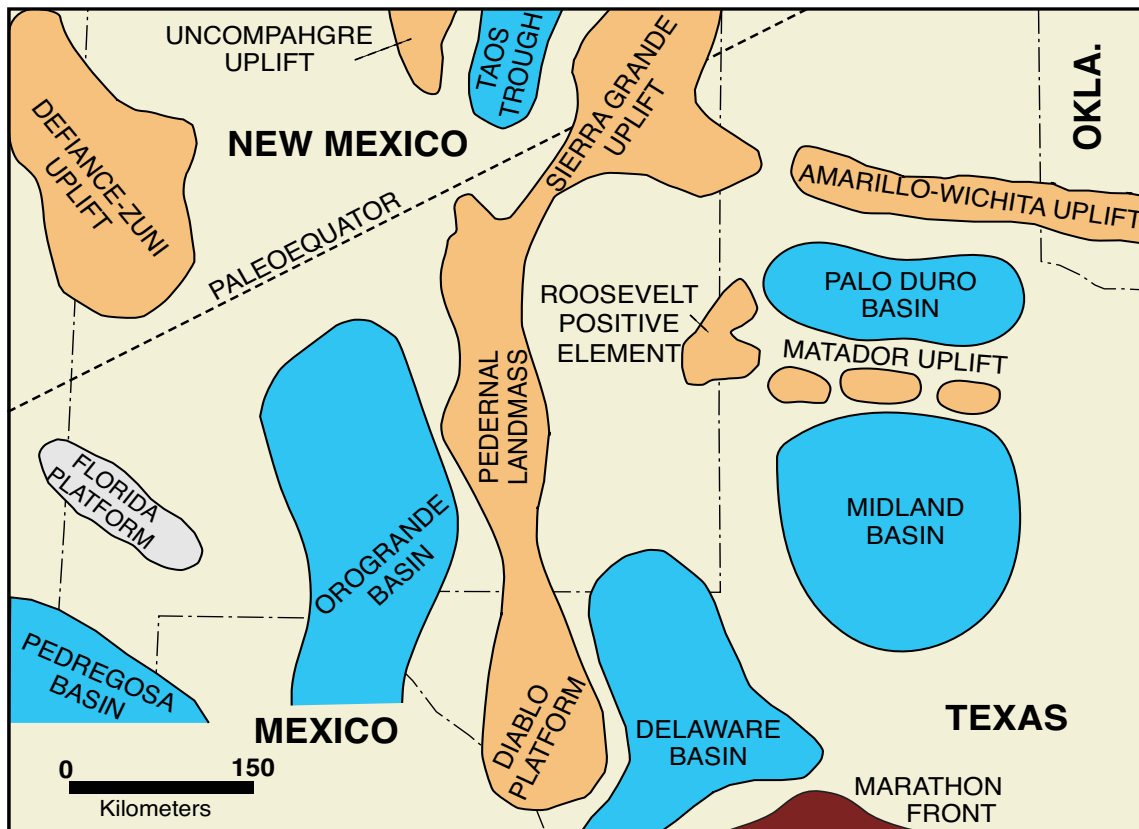 UNCOMPAHGRE
UPLIFT
TAOS
TROUGH
SIERRA GRANDE
UPLIFT
OKLA.
DEFIANCE-ZUNI
UPLIFT
NEW MEXICO
AMARILLO-WICHITA UPLIFT
PALEOEQUATOR
PALO DURO
BASIN
ROOSEVELT
POSITIVE
ELEMENT
MATADOR UPLIFT
PEDERNAL
LANDMASS
FLORIDA
PLATFORM
MIDLAND
BASIN
OROGRANDE
BASIN
PEDREGOSA
BASIN
MEXICO
DIABLO
PLATFORM
DELAWARE
BASIN
TEXAS
0 150
Kilometers
MARATHON
FRONT